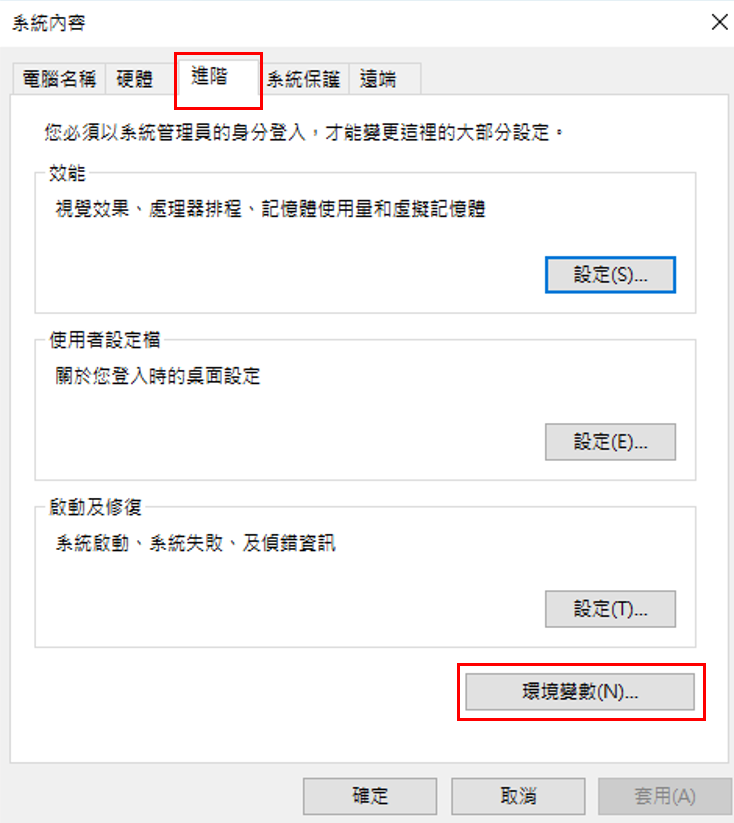 系統內容
電腦名稱 硬體 進階 系統保護 遠端
您必須以系統管理員的身分登入，才能變更這裡的大部分設定。
效能
視覺效果、處理器排程、記憶體使用量和虛擬記憶體
設定(S)...
使用者設定檔
關於您登入時的桌面設定
設定(E)...
啟動及修復
系統啟動、系統失敗、及偵錯資訊
設定(T)...
環境變數(N)...
確定 取消 套用(A)